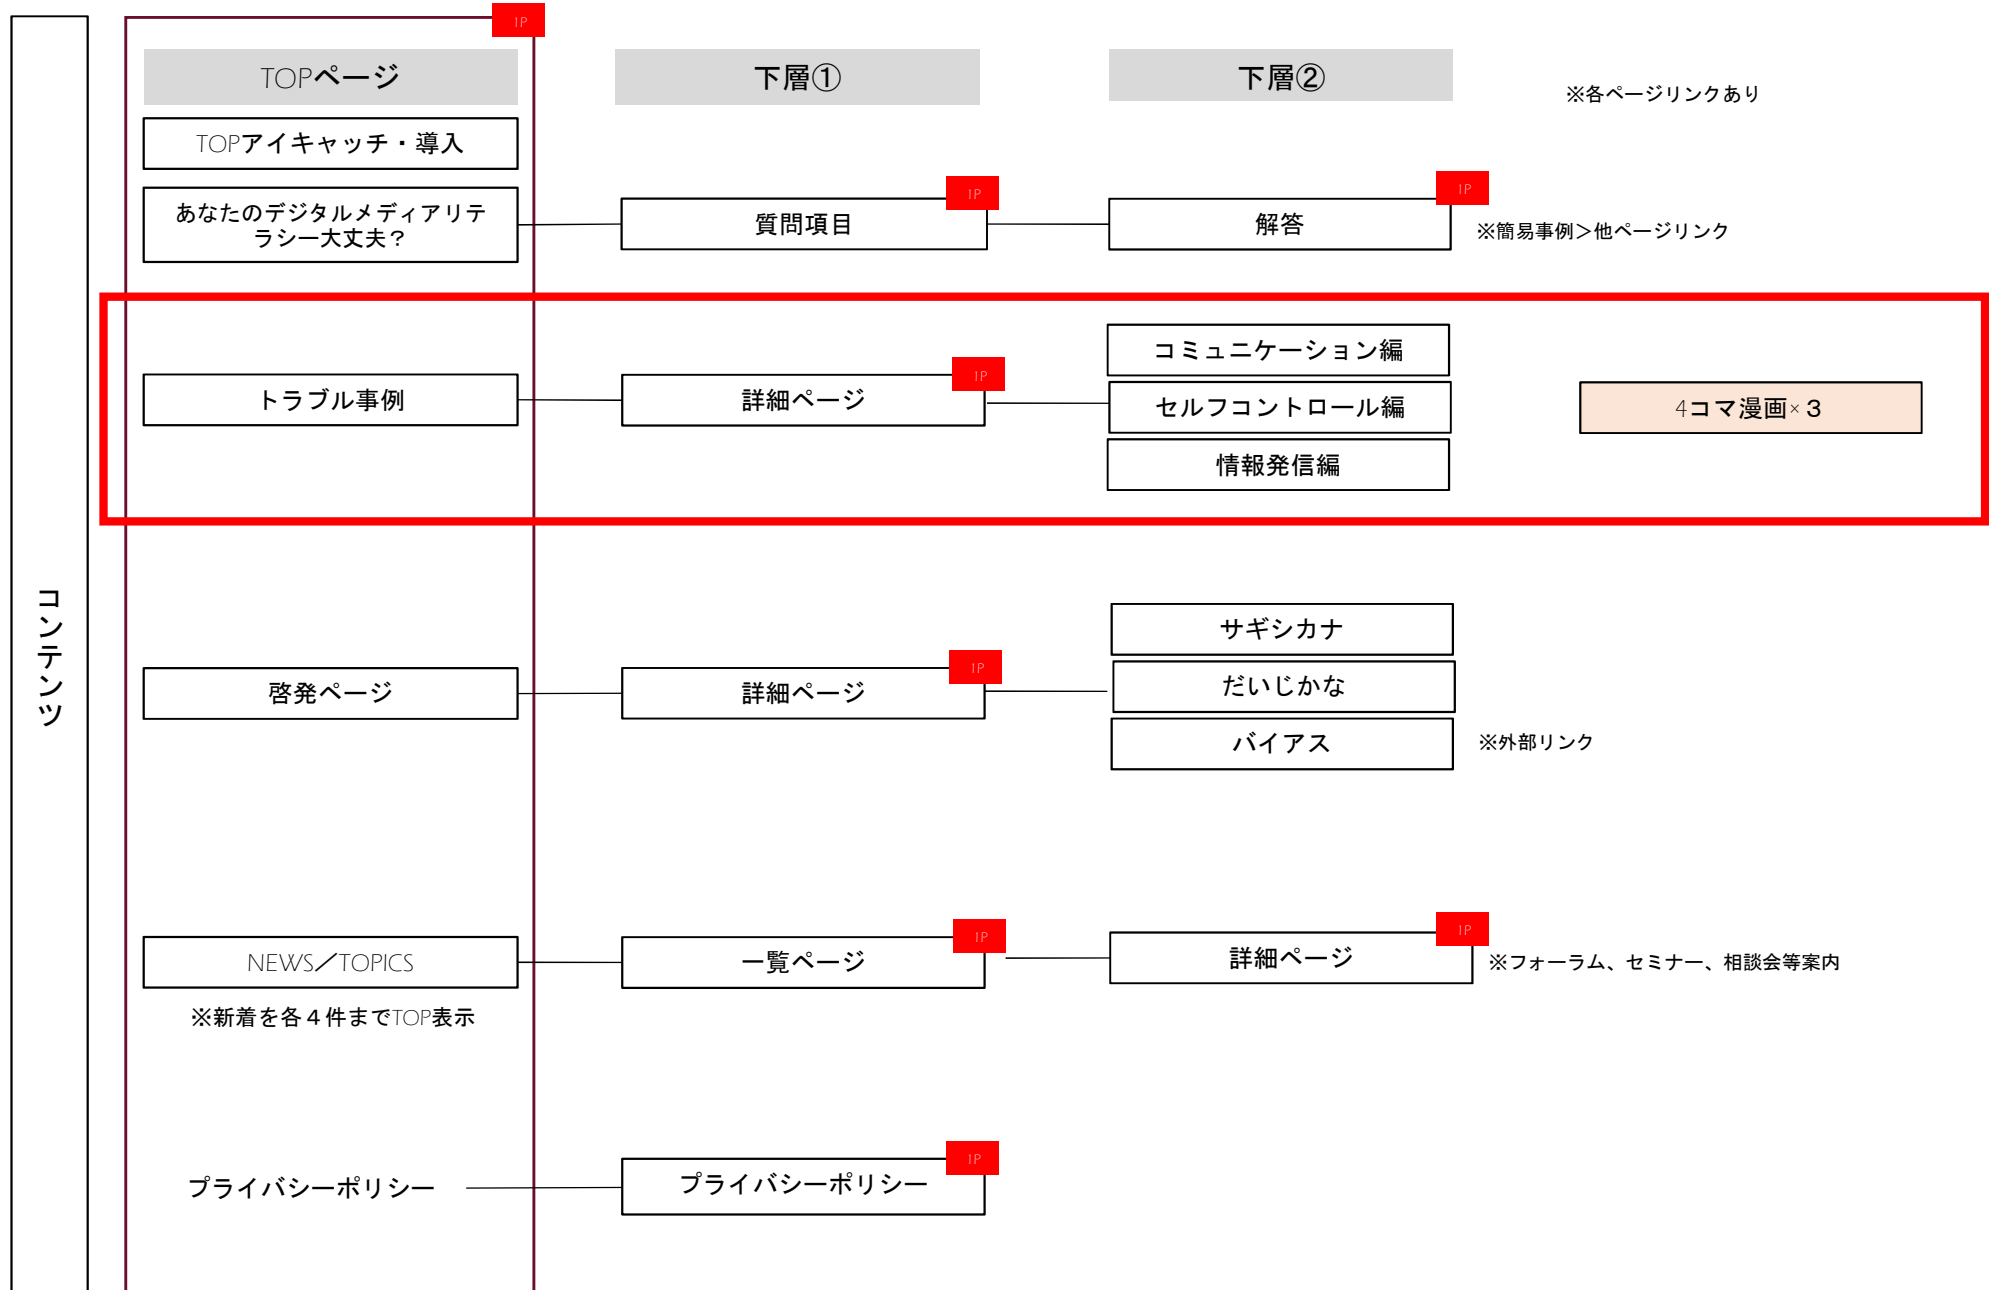 1P
TOPページ
下層①
下層②
※各ページリンクあり
TOPアイキャッチ・導入
あなたのデジタルメディアリテ
ラシー大丈夫？
1P
質問項目
1P
解答
※簡易事例＞他ページリンク
トラブル事例
1P
詳細ページ
コミュニケーション編
セルフコントロール編
情報発信編
4コマ漫画×３
コンテンツ
啓発ページ
1P
詳細ページ
サギシカナ
だいじかな
バイアス
※外部リンク
NEWS／TOPICS
※新着を各４件までTOP表示
1P
一覧ページ
1P
詳細ページ
※フォーラム、セミナー、相談会等案内
プライバシーポリシー
1P
プライバシーポリシー